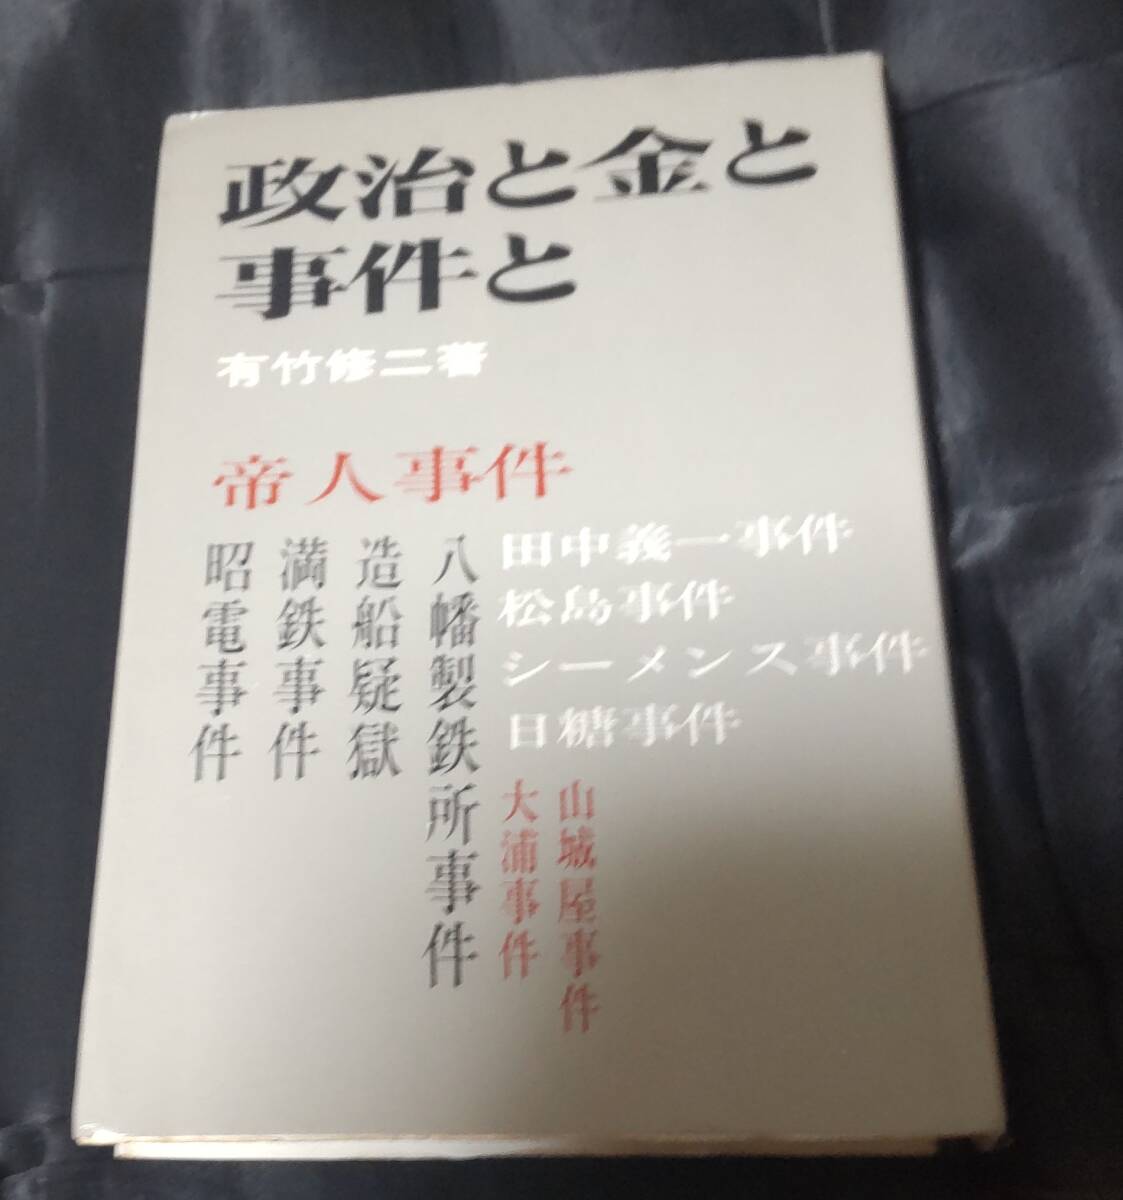 政治と金と
事件と
有竹修二著
帝人事件
田中義一事件
松島事件
シーメンス事件
日糖事件
山城屋事件
大浦事件
八幡製鉄所事件
造船疑獄
満鉄事件
昭電事件